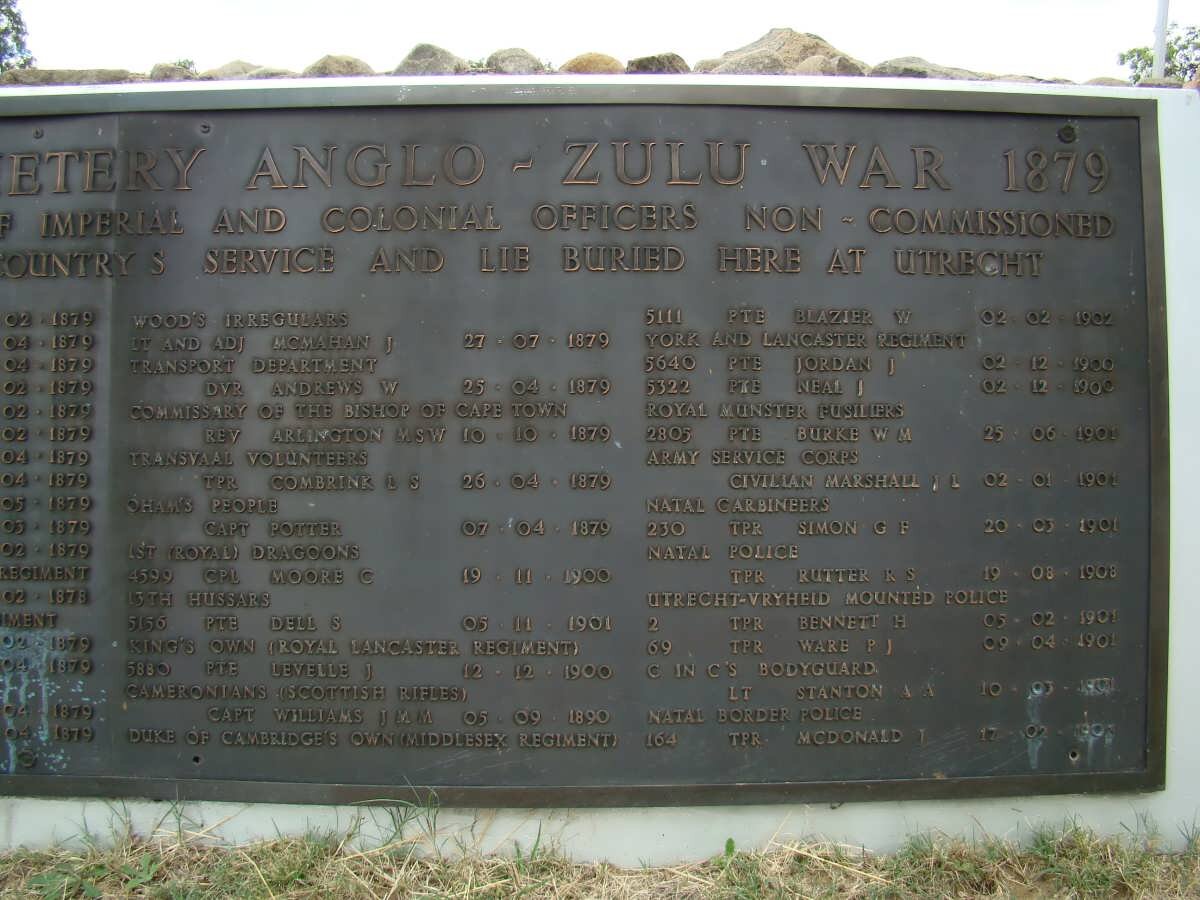 ETERY ANGLO ~ ZULU WAR 1879
OF IMPERIAL AND COLONIAL OFFICERS NON ~ COMMISSIONED
COUNTRY S SERVICE AND LIE BURIED HERE AT UTRECHT
02 · 1879
04 · 1879
04 · 1879
02 · 1879
02 · 1879
02 · 1879
04 · 1879
04 · 1879
05 · 1879
03 · 1879
02 · 1879
REGIMENT
02 · 1878
IMENT
02 · 1879
04 · 1879
04 · 1879
04 · 1879
WOOD'S IRREGULARS
LT AND ADJ MCMAHAN J 27 · 07 · 1879
TRANSPORT DEPARTMENT
DVR ANDREWS W 25 · 04 · 1879
COMMISSARY OF THE BISHOP OF CAPE TOWN
REV ARLINGTON M S W 10 · 10 · 1879
TRANSVAAL VOLUNTEERS
TPR COMBRINK L S 26 · 04 · 1879
OHAM'S PEOPLE
CAPT POTTER 07 · 04 · 1879
1ST (ROYAL) DRAGOONS
4599 CPL MOORE C 19 · 11 · 1900
13TH HUSSARS
5156 PTE DELL S 05 · 11 · 1901
KING'S OWN (ROYAL LANCASTER REGIMENT)
5880 PTE LEVELLE J 12 · 12 · 1900
CAMERONIANS (SCOTTISH RIFLES)
CAPT WILLIAMS J M M 05 · 09 · 1890
DUKE OF CAMBRIDGE'S OWN (MIDDLESEX REGIMENT)
5111 PTE BLAZIER W 02 · 02 · 1902
YORK AND LANCASTER REGIMENT
5640 PTE JORDAN J 02 · 12 · 1900
5322 PTE NEAL J 02 · 12 · 1900
ROYAL MUNSTER FUSILIERS
2805 PTE BURKE W M 25 · 06 · 1901
ARMY SERVICE CORPS
CIVILIAN MARSHALL J L 02 · 01 · 1901
NATAL CARBINEERS
230 TPR SIMON G F 20 · 03 · 1901
NATAL POLICE
TPR RUTTER R S 19 · 08 · 1908
UTRECHT-VRYHEID MOUNTED POLICE
2 TPR BENNETT H 05 · 02 · 1901
69 TPR WARE P J 09 · 04 · 1901
C IN C'S BODYGUARD
LT STANTON A A 10 · 03 · 1901
NATAL BORDER POLICE
164 TPR MCDONALD J 17 · 02